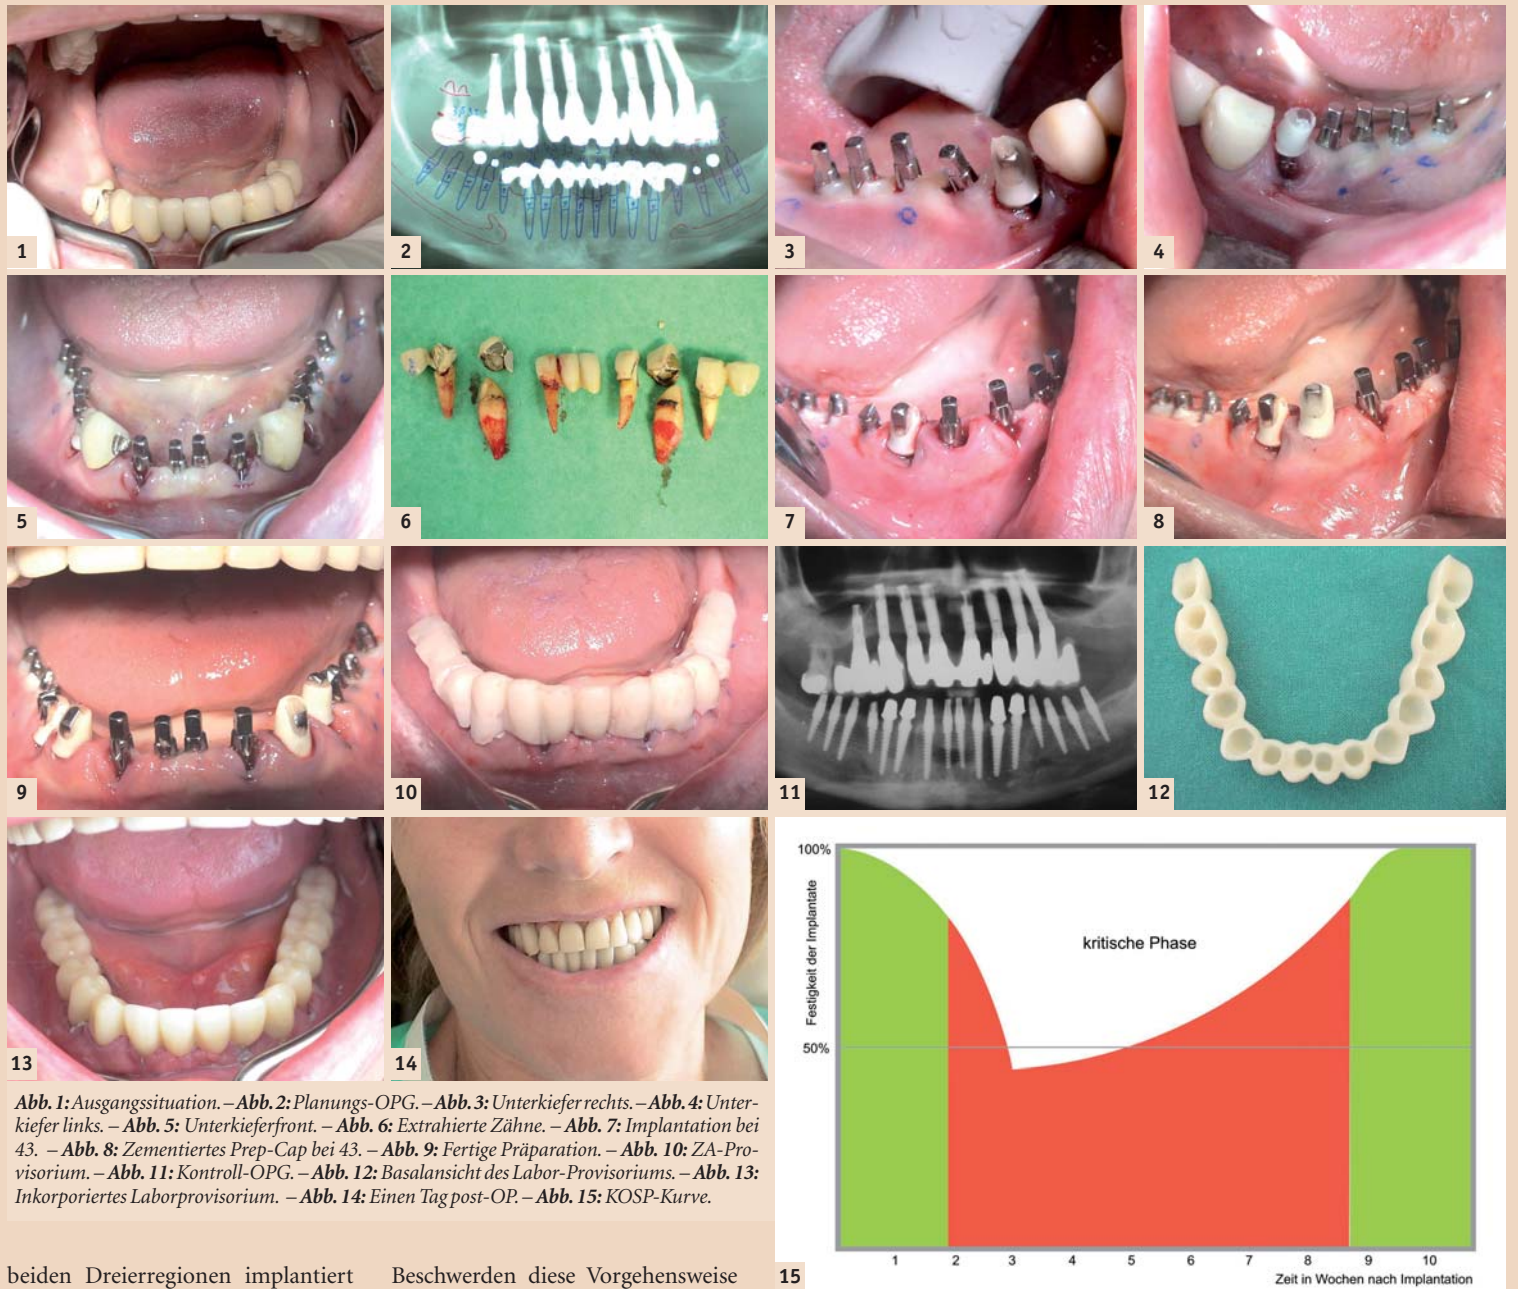 1
2
3
4
5
6
7
8
9
10
11
12
13
14
Abb. 1: Ausgangssituation. – Abb. 2: Planungs-OPG. – Abb. 3: Unterkiefer rechts. – Abb. 4: Unter-
kiefer links. – Abb. 5: Unterkieferfront. – Abb. 6: Extrahierte Zähne. – Abb. 7: Implantation bei
43. – Abb. 8: Zementiertes Prep-Cap bei 43. – Abb. 9: Fertige Präparation. – Abb. 10: ZA-Pro-
visorium. – Abb. 11: Kontroll-OPG. – Abb. 12: Basalansicht des Labor-Provisoriums. – Abb. 13:
Inkorporiertes Laborprovisorium. – Abb. 14: Einen Tag post-OP. – Abb. 15: KOSP-Kurve.
100%
Festigkeit der Implantate
kritische Phase
50%
1 2 3 4 5 6 7 8 9 10
Zeit in Wochen nach Implantation
15
beiden Dreierregionen implantiert
Beschwerden diese Vorgehensweise